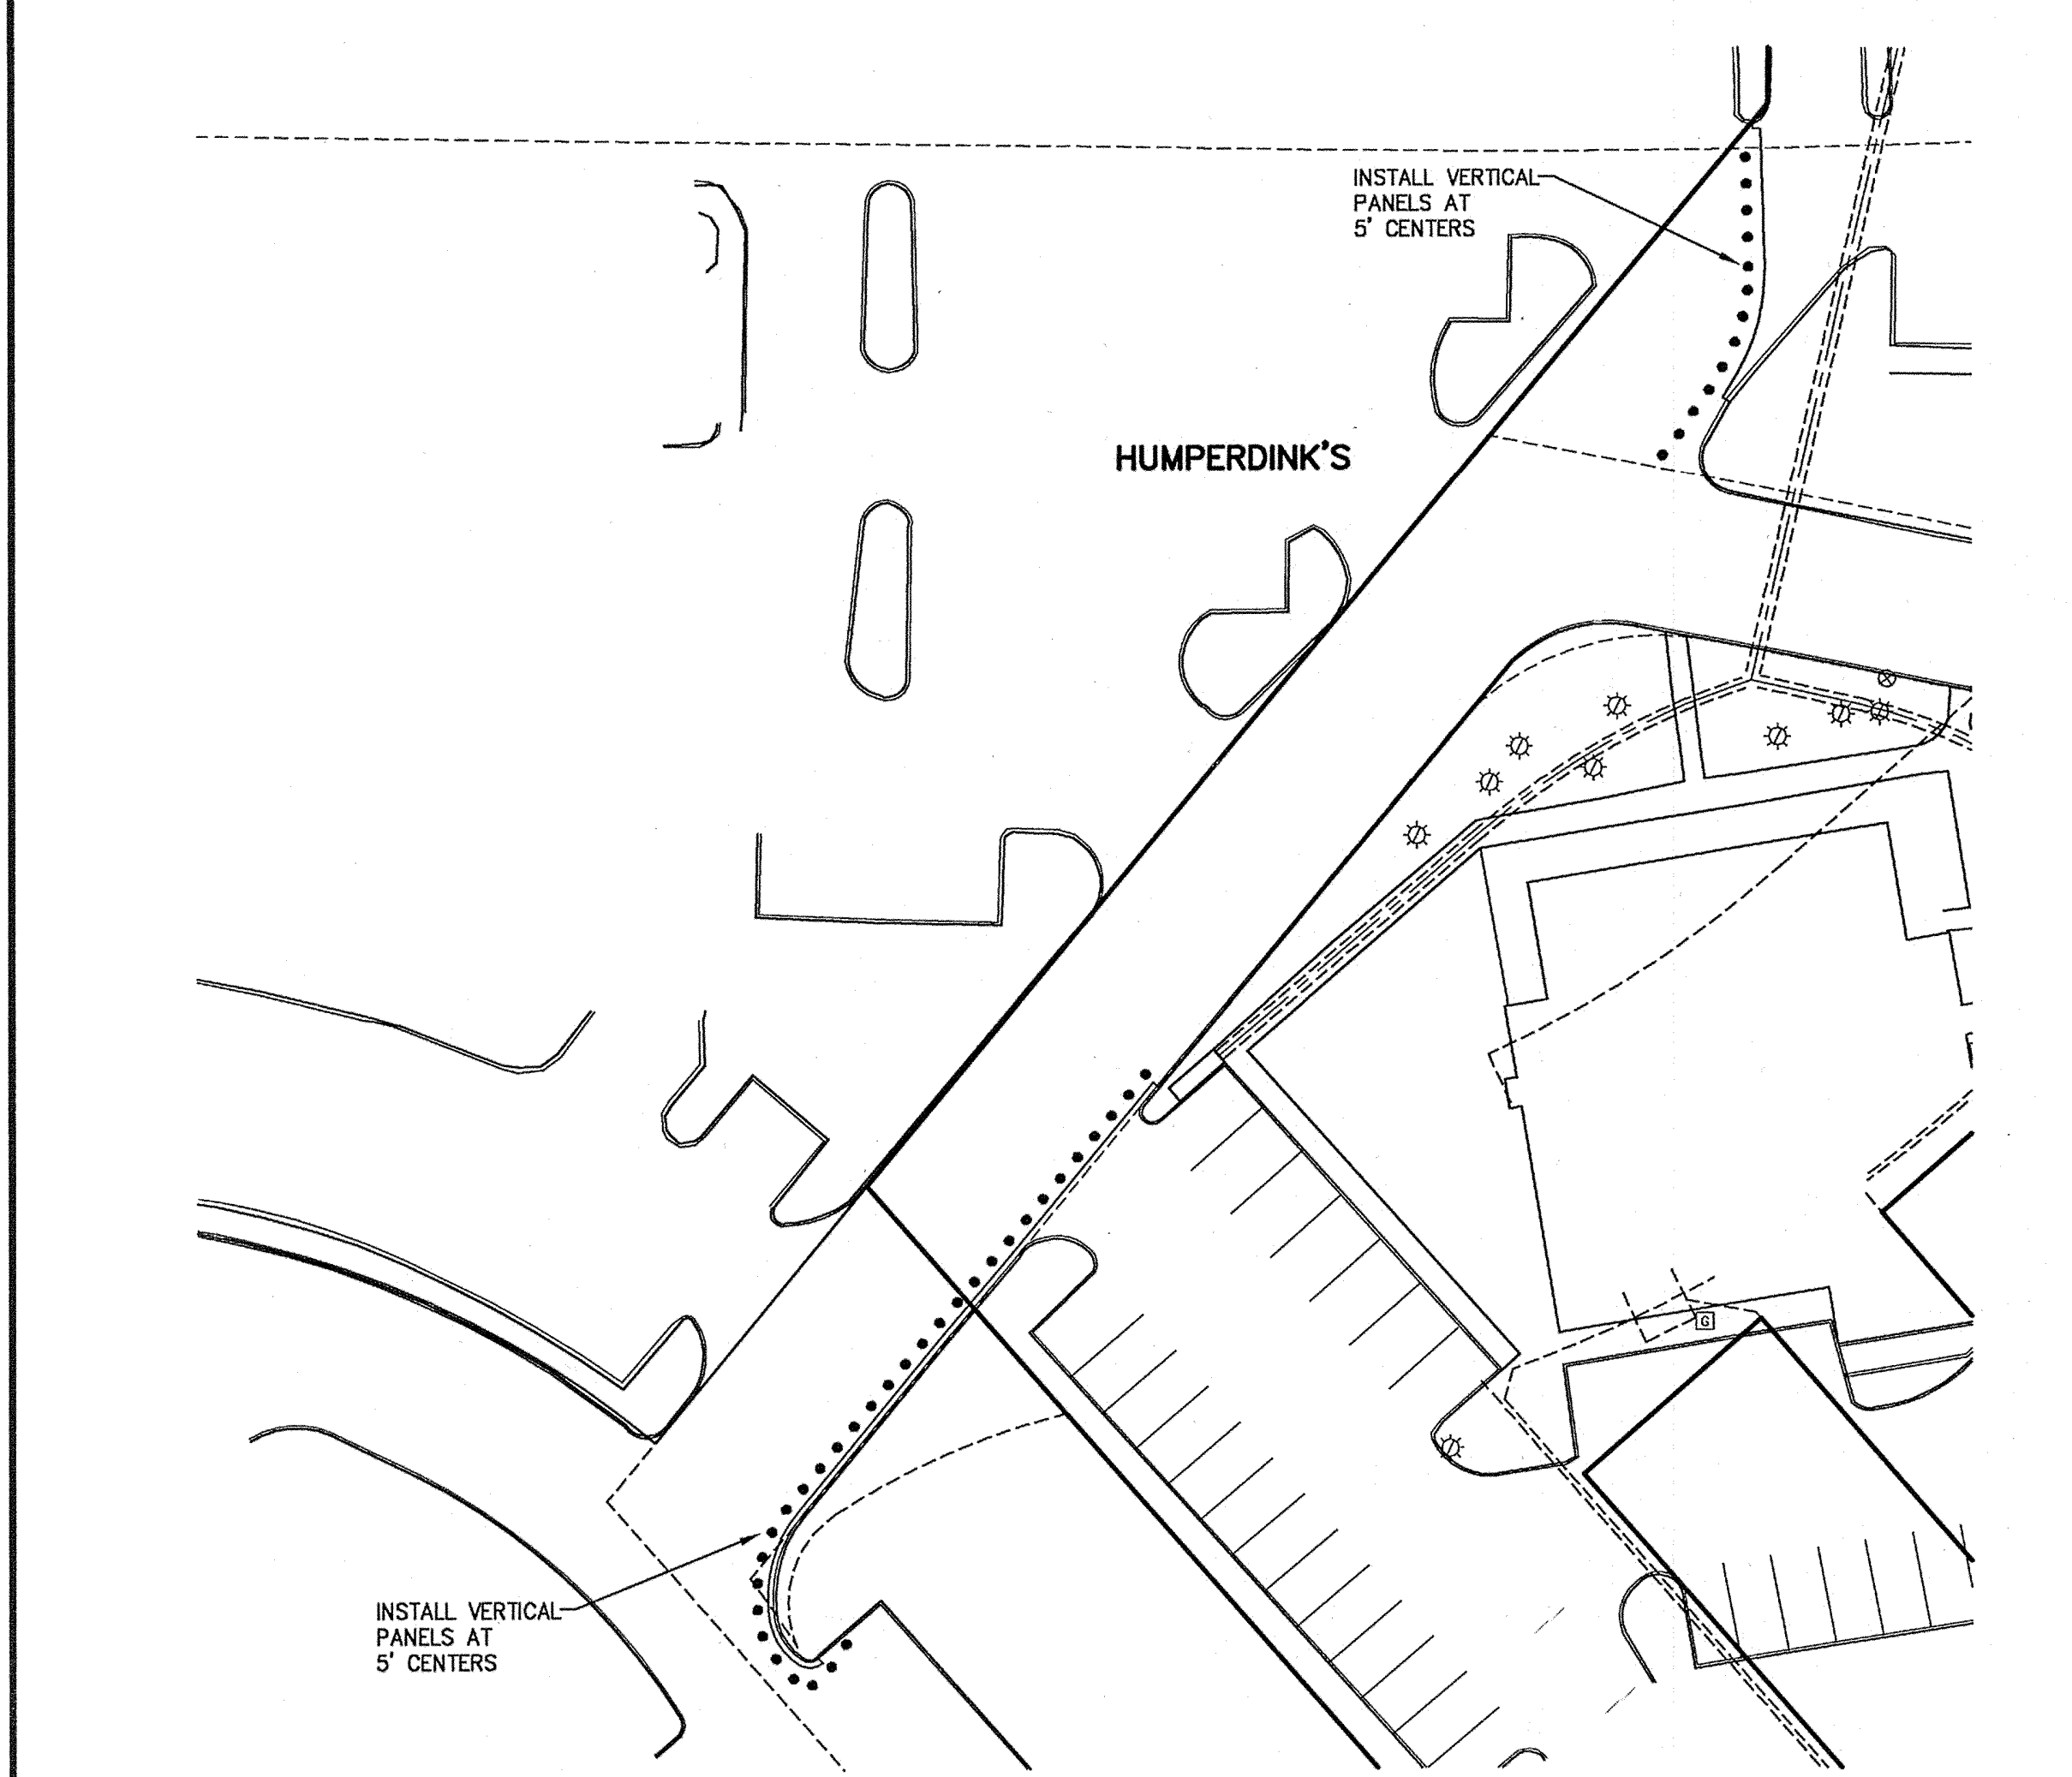 INSTALL VERTICAL
PANELS AT
5' CENTERS
HUMPERDINK'S
G
INSTALL VERTICAL
PANELS AT
5' CENTERS